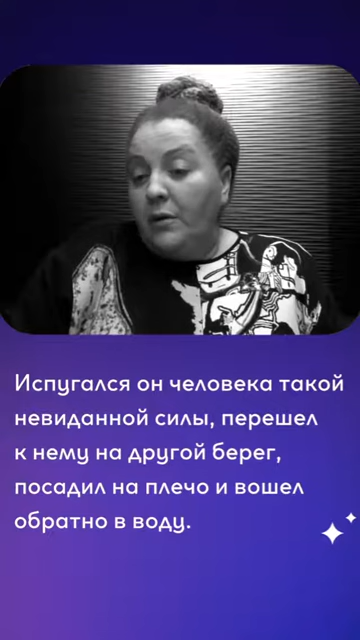 Испугался он человека такой
невиданной силы, перешел
к нему на другой берег,
посадил на плечо и вошел
обратно в воду.